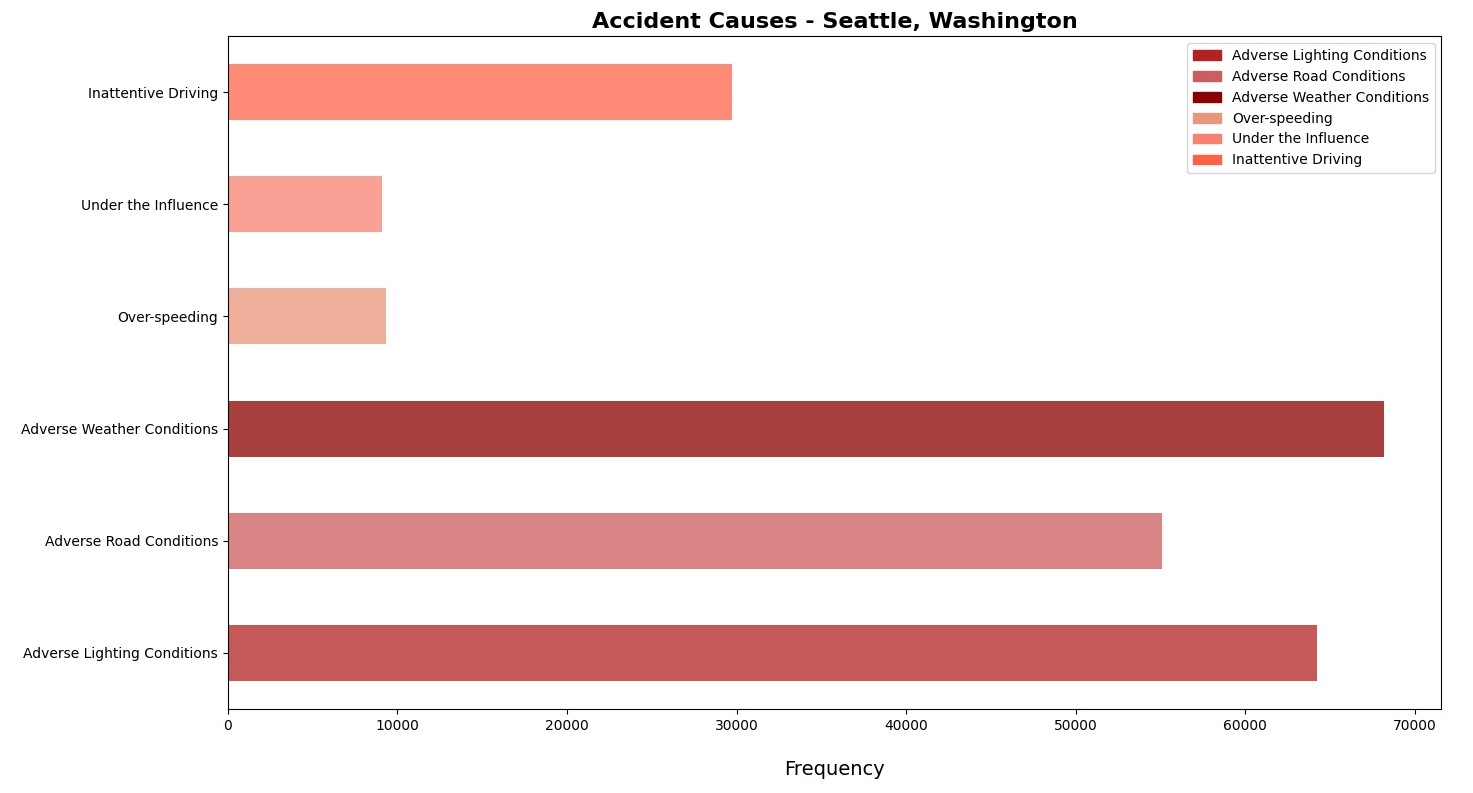 Accident Causes - Seattle, Washington
Adverse Lighting Conditions
Adverse Road Conditions
Adverse Weather Conditions
Over-speeding
Under the Influence
Inattentive Driving
Inattentive Driving
Under the Influence
Over-speeding
Adverse Weather Conditions
Adverse Road Conditions
Adverse Lighting Conditions
0 10000 20000 30000 40000 50000 60000 70000
Frequency